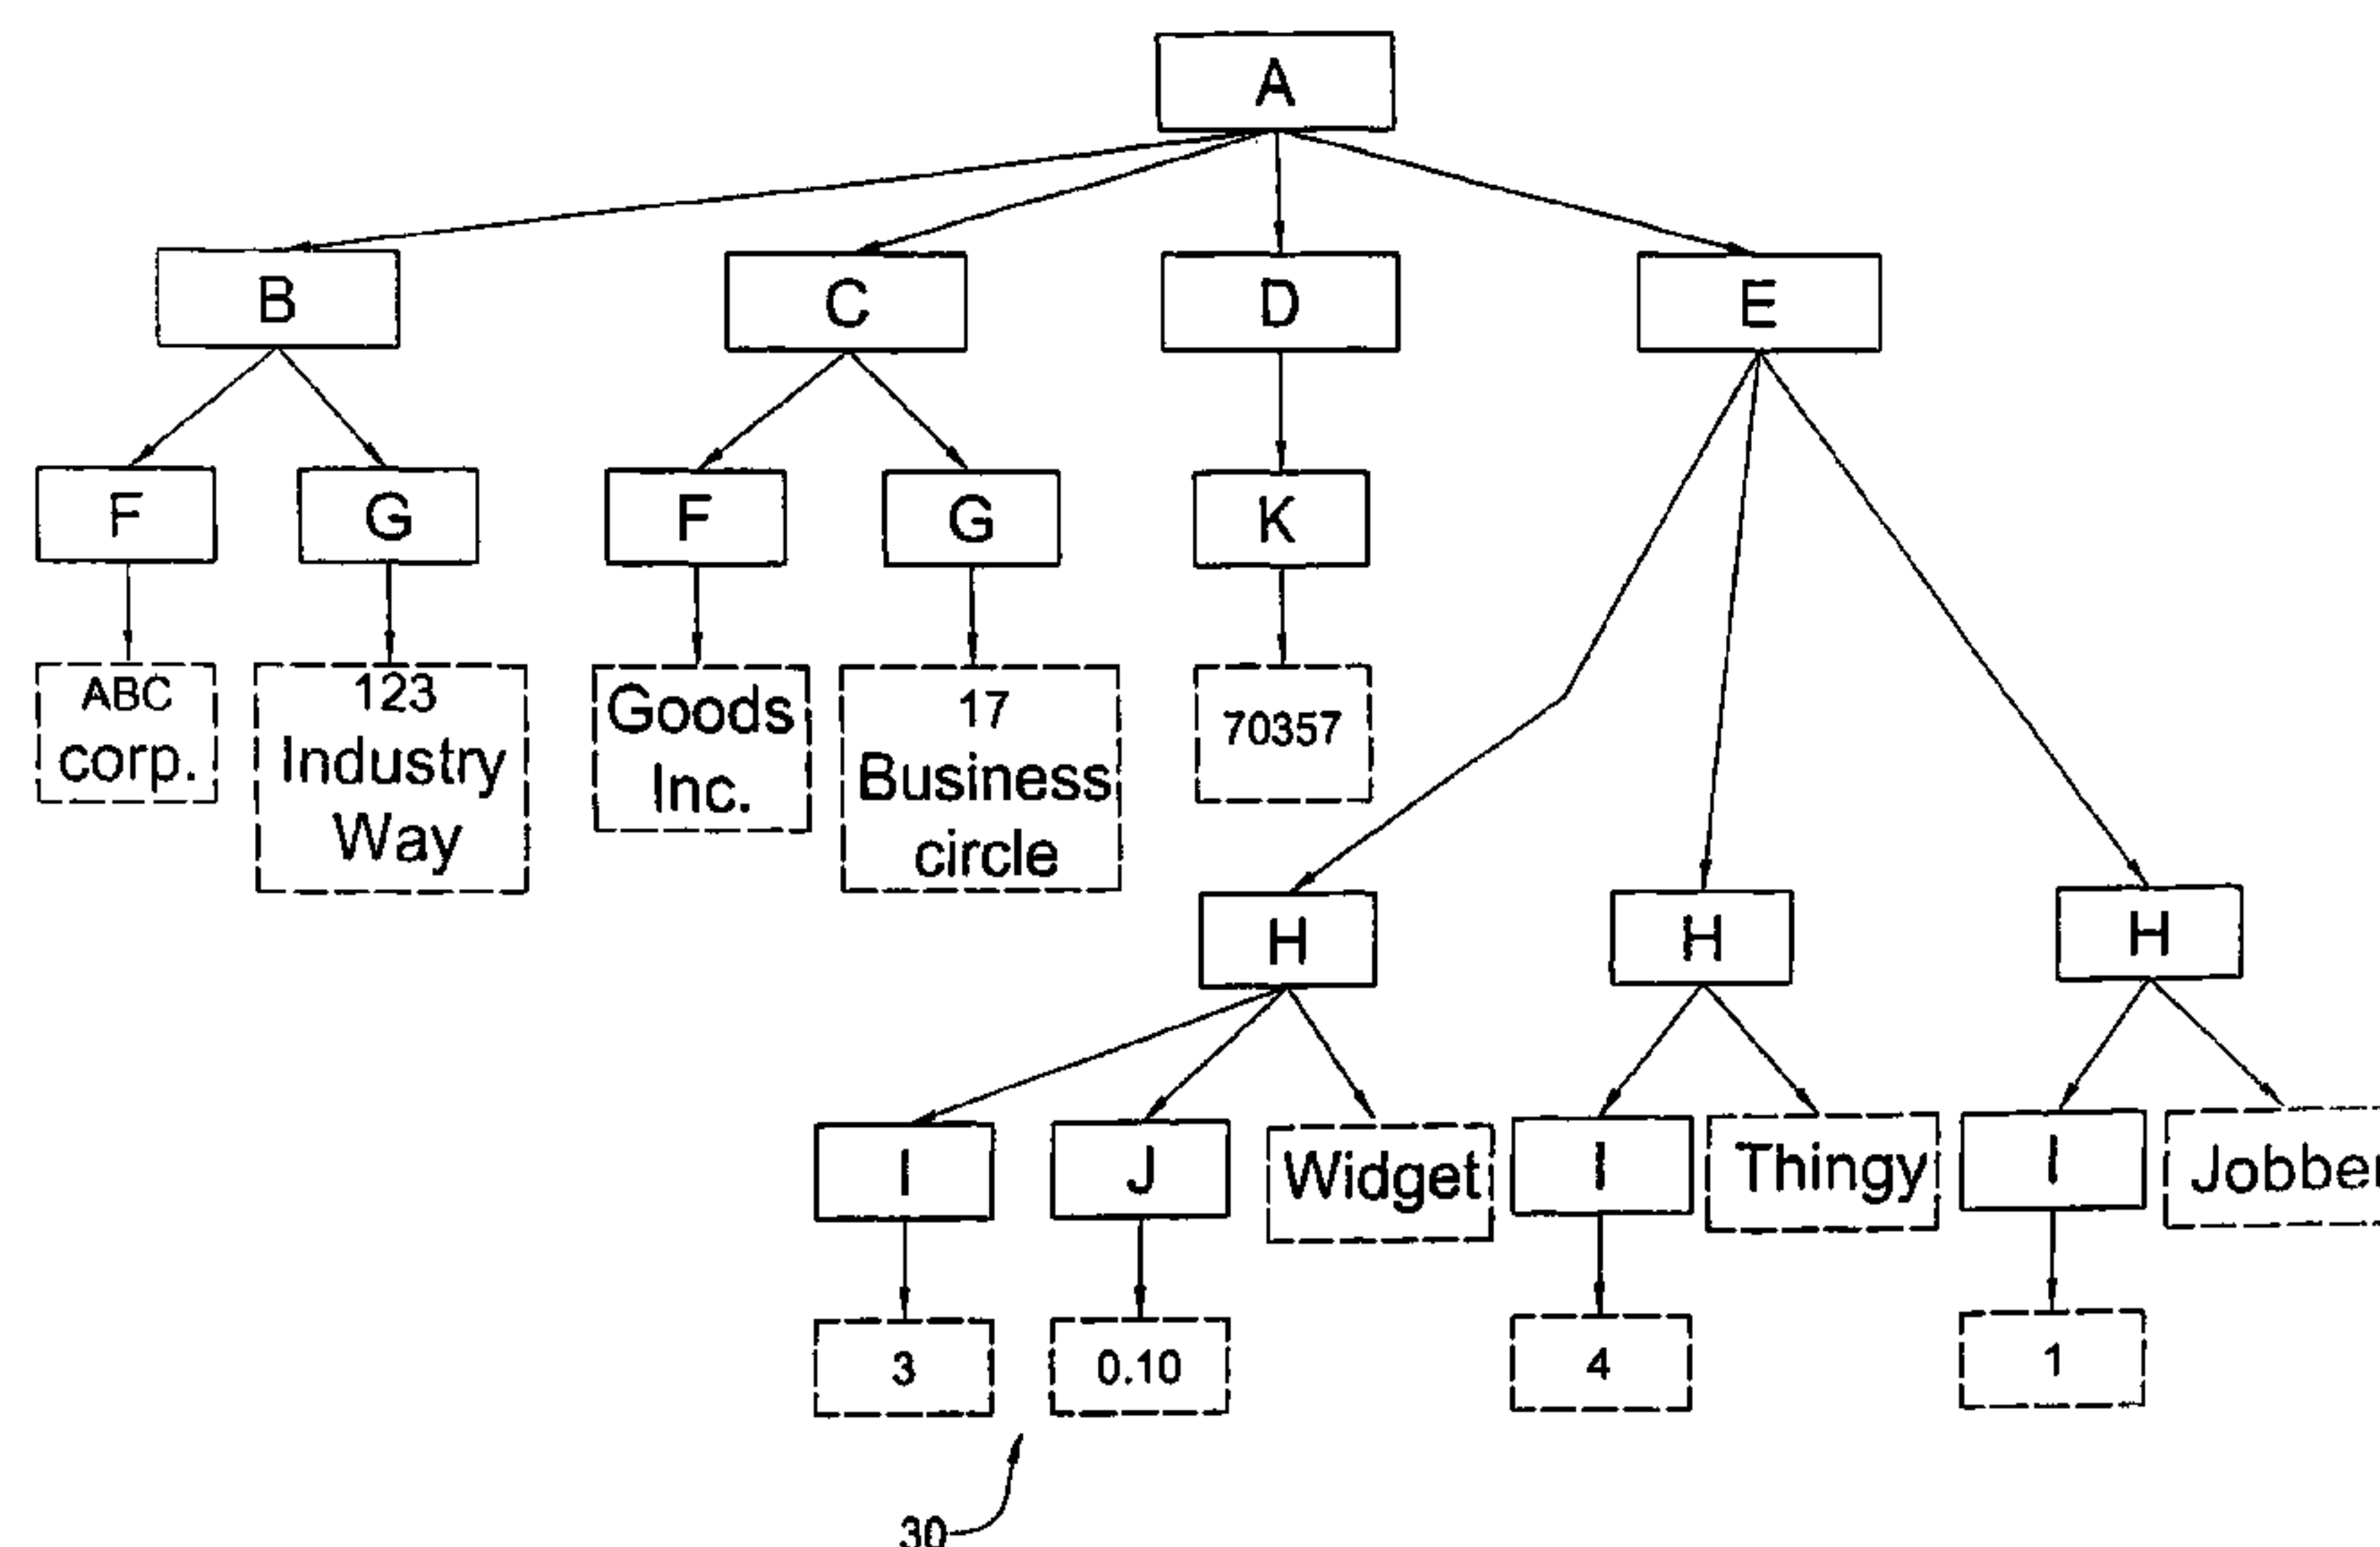 A
B
C
D
E
F
G
F
G
K
ABC
corp.
123
Industry
Way
Goods
Inc.
17
Business
circle
70357
H
H
H
I
J
Widget
I
Thingy
I
3
0.10
4
1
30